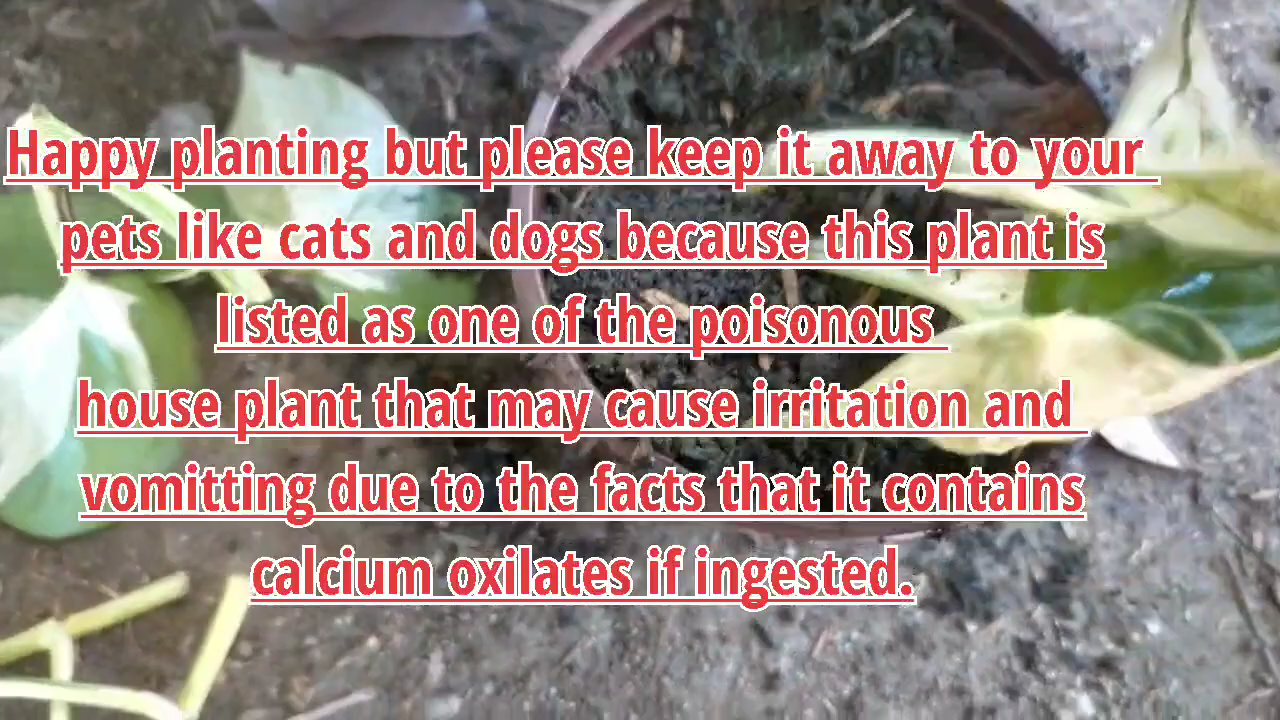 Happy planting but please keep it away to your
pets like cats and dogs because this plant is
listed as one of the poisonous
house plant that may cause irritation and
vomitting due to the facts that it contains
calcium oxilates if ingested.